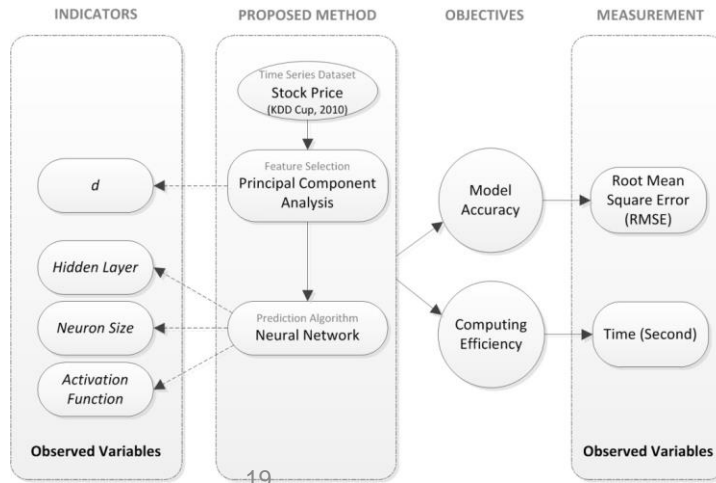 INDICATORS
PROPOSED METHOD
OBJECTIVES
MEASUREMENT
Time Series Dataset
Stock Price
(KDD Cup, 2010)
Feature Selection
Principal Component
Analysis
d
Hidden Layer
Neuron Size
Activation
Function
Prediction Algorithm
Neural Network
Model
Accuracy
Computing
Efficiency
Root Mean
Square Error
(RMSE)
Time (Second)
Observed Variables
19
Observed Variables